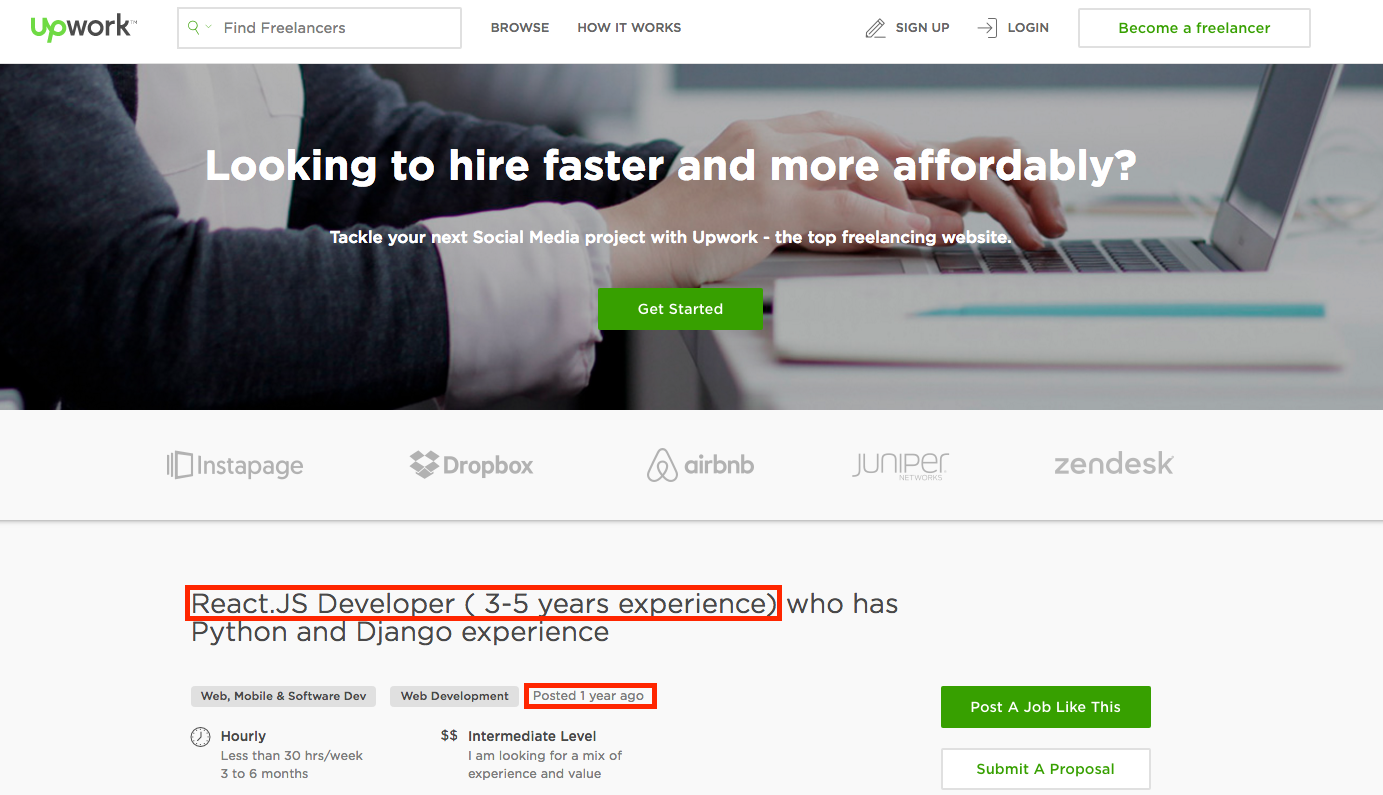 upwork™
Find Freelancers
BROWSE
HOW IT WORKS
SIGN UP
LOGIN
Become a freelancer
Looking to hire faster and more affordably?
Tackle your next Social Media project with Upwork - the top freelancing website.
Get Started
Instapage
Dropbox
airbnb
JUNIPER
NETWORKS
zendesk
React.JS Developer ( 3-5 years experience) who has
Python and Django experience
Web, Mobile & Software Dev
Web Development
Posted 1 year ago
Post A Job Like This
Hourly
Less than 30 hrs/week
3 to 6 months
$$ Intermediate Level
I am looking for a mix of
experience and value
Submit A Proposal